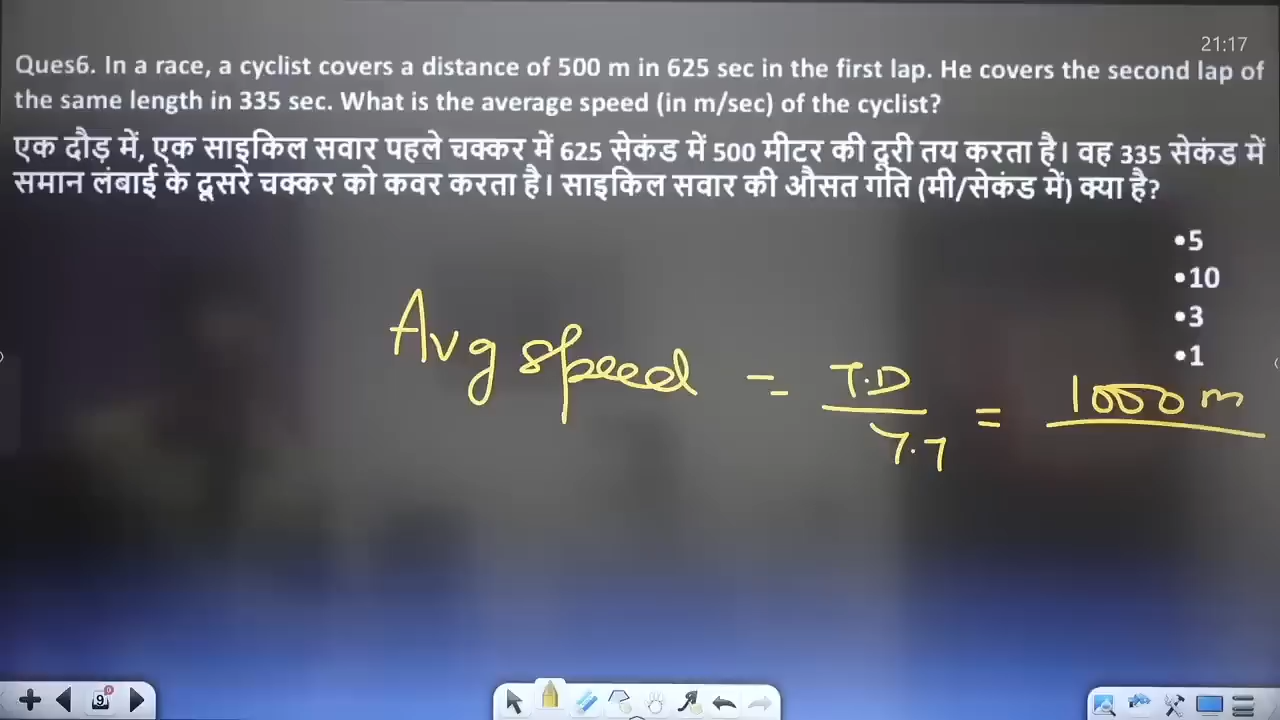 21:17
Ques6. In a race, a cyclist covers a distance of 500 m in 625 sec in the first lap. He covers the second lap of
the same length in 335 sec. What is the average speed (in m/sec) of the cyclist?
एक दौड़ में, एक साइकिल सवार पहले चक्कर में 625 सेकंड में 500 मीटर की दूरी तय करता है। वह 335 सेकंड में
समान लंबाई के दूसरे चक्कर को कवर करता है। साइकिल सवार की औसत गति (मी/सेकंड में) क्या है?
•5
•10
•3
•1
Avg speed = T.D / T.T = 1000 m
9